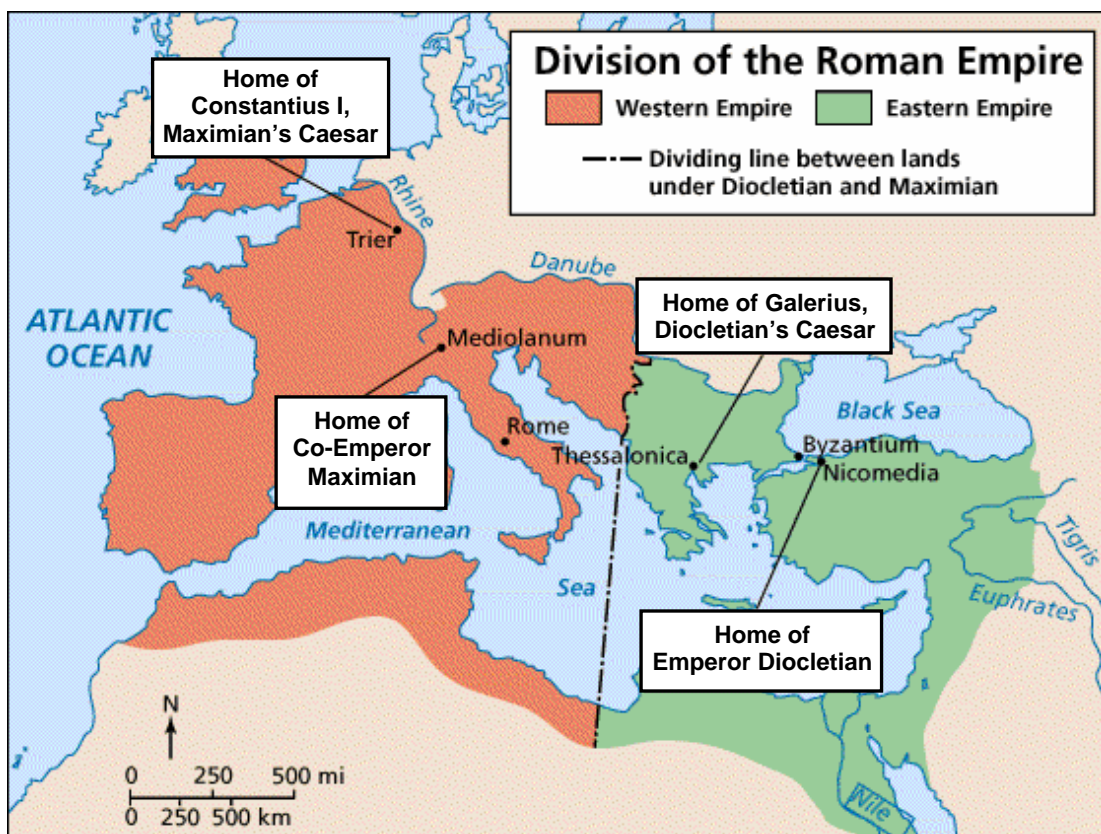 Division of the Roman Empire
Western Empire
Eastern Empire
Dividing line between lands
under Diocletian and Maximian
Home of
Constantius I,
Maximian's Caesar
Rhine
Trier
Danube
ATLANTIC
OCEAN
Mediolanum
Home of Galerius,
Diocletian's Caesar
Home of
Co-Emperor
Maximian
Rome
Black Sea
Thessalonica
Byzantium
Nicomedia
Mediterranean
Sea
Tigris
Euphrates
Home of
Emperor Diocletian
N
0 250 500 mi
0 250 500 km
Nile